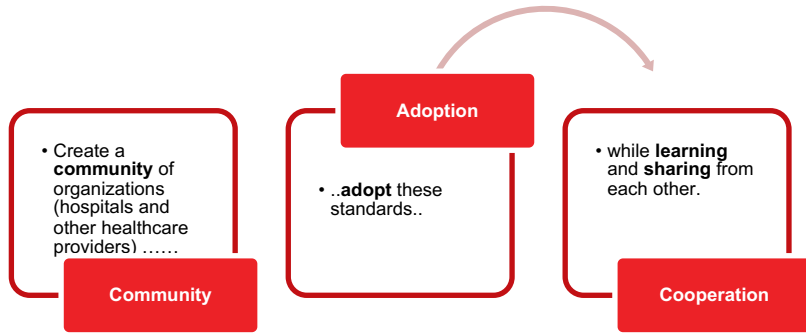 • Create a
community of
organizations
(hospitals and
other healthcare
providers) ……
Community
Adoption
• ..adopt these
standards..
• while learning
and sharing from
each other.
Cooperation